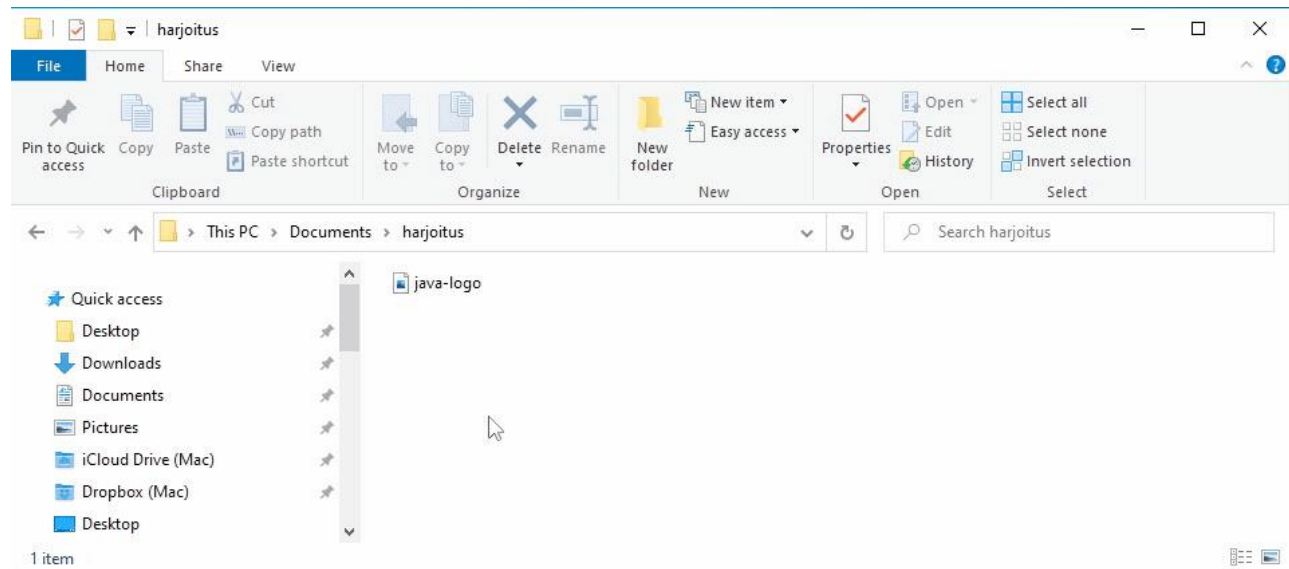 harjoitus
File Home Share View
Pin to Quick access
Copy
Paste
Cut
Copy path
Paste shortcut
Clipboard
Move to
Copy to
Delete
Rename
Organize
New folder
New item
Easy access
New
Properties
Open
Edit
History
Open
Select all
Select none
Invert selection
Select
This PC > Documents > harjoitus
Search harjoitus
Quick access
Desktop
Downloads
Documents
Pictures
iCloud Drive (Mac)
Dropbox (Mac)
Desktop
java-logo
1 item